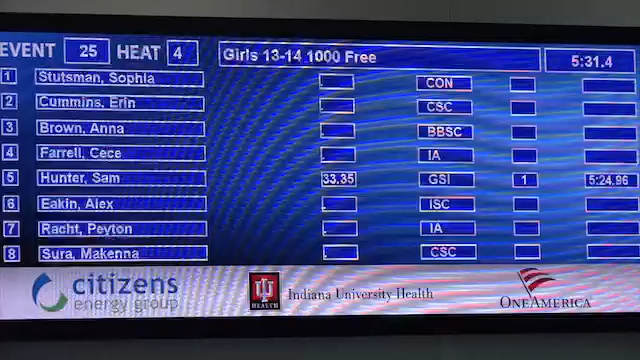 EVENT 25 HEAT 4 Girls 13-14 1000 Free 5:31.4
1 Stutsman, Sophia CON
2 Cummins. Erin CSC
3 Brown, Anna BBSC
4 Farrell, Cece IA
5 Hunter, Sam 33.35 GSI 1 5:24.96
6 Eakin, Alex ISC
7 Racht, Peyton IA
8 Sura, Makenna CSC
citizens
energy group
HEALTH
Indiana University Health
ONEAMERICA